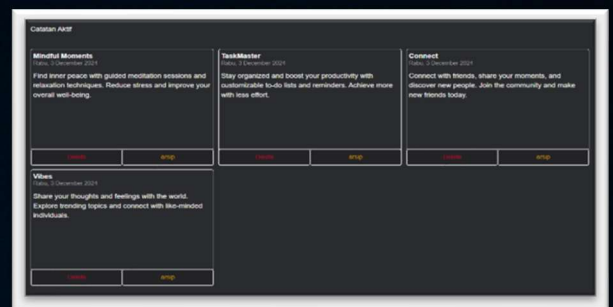 Catatan Aktif
Mindful Moments
Rabu, 3 December 2024
Find inner peace with guided meditation sessions and
relaxation techniques. Reduce stress and improve your
overall well-being.
arsip
TaskMaster
Rabu, 3 December 2024
Stay organized and boost your productivity with
customizable to-do lists and reminders. Achieve more
with less effort.
arsip
Connect
Rabu, 3 December 2024
Connect with friends, share your moments, and
discover new people. Join the community and make
new friends today.
arsip
Vibes
Rabu, 3 December 2024
Share your thoughts and feelings with the world.
Explore trending topics and connect with like-minded
individuals.
arsip